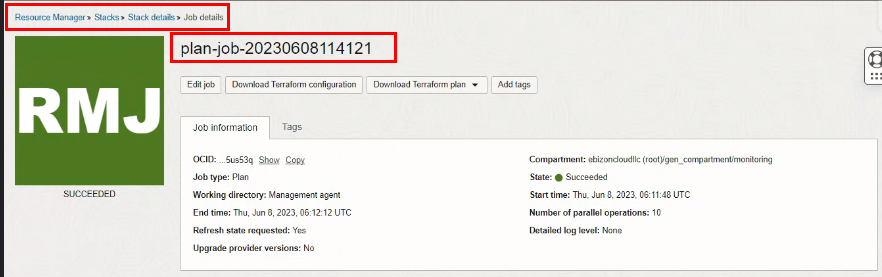 Resource Manager » Stacks » Stack details » Job details
plan-job-20230608114121
Edit job Download Terraform configuration Download Terraform plan Add tags
RMJ
SUCCEEDED
Job information Tags
OCID: ...5us53q Show Copy
Compartment: ebizoncloudllc (root)/gen_compartment/monitoring
Job type: Plan
State: Succeeded
Working directory: Management agent
Start time: Thu, Jun 8, 2023, 06:11:48 UTC
End time: Thu, Jun 8, 2023, 06:12:12 UTC
Number of parallel operations: 10
Refresh state requested: Yes
Detailed log level: None
Upgrade provider versions: No